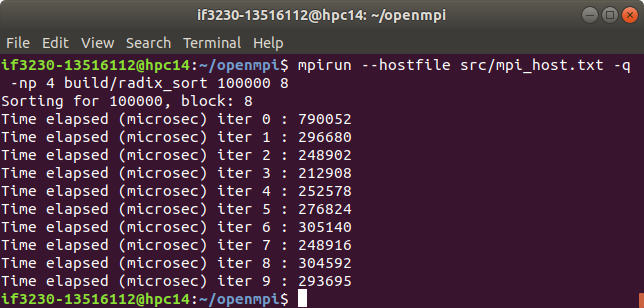 if3230-13516112@hpc14: ~/openmpi
File Edit View Search Terminal Help
if3230-13516112@hpc14:~/openmpi$ mpirun --hostfile src/mpi_host.txt -q
 -np 4 build/radix_sort 100000 8
Sorting for 100000, block: 8
Time elapsed (microsec) iter 0 : 790052
Time elapsed (microsec) iter 1 : 296680
Time elapsed (microsec) iter 2 : 248902
Time elapsed (microsec) iter 3 : 212908
Time elapsed (microsec) iter 4 : 252578
Time elapsed (microsec) iter 5 : 276824
Time elapsed (microsec) iter 6 : 305140
Time elapsed (microsec) iter 7 : 248916
Time elapsed (microsec) iter 8 : 304592
Time elapsed (microsec) iter 9 : 293695
if3230-13516112@hpc14:~/openmpi$